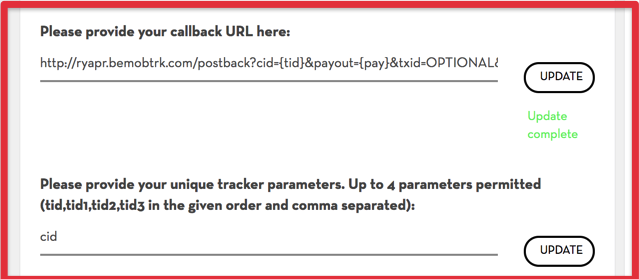 Please provide your callback URL here:
http://ryapr.bemobtrk.com/postback?cid={tid}&payout={pay}&txid=OPTIONAL&
UPDATE
Update
complete
Please provide your unique tracker parameters. Up to 4 parameters permitted
(tid,tid1,tid2,tid3 in the given order and comma separated):
cid
UPDATE